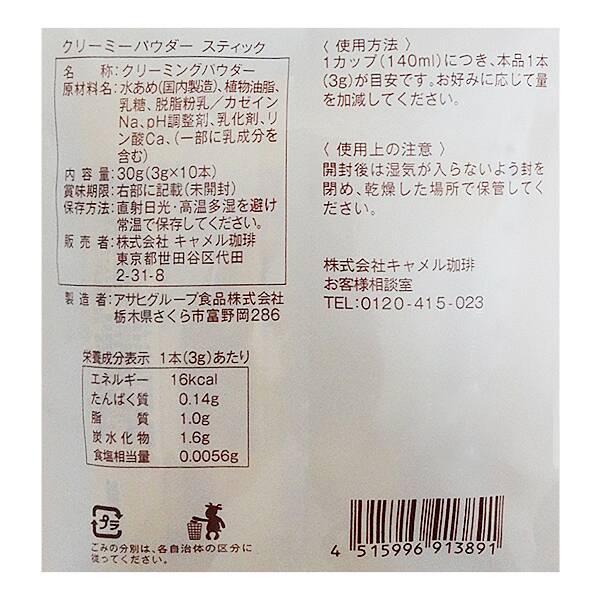 クリーミーパウダー スティック
名 称:クリーミングパウダー
原材料名:水あめ(国内製造)、植物油脂、
乳糖、脱脂粉乳／カゼイン
Na、pH調整剤、乳化剤、リ
ン酸Ca、(一部に乳成分を
含む)
内 容 量:30g(3g×10本)
賞味期限:右部に記載(未開封)
保存方法:直射日光・高温多湿を避け
常温で保存してください。
販 売 者:株式会社 キャメル珈琲
東京都世田谷区代田
2-31-8
製 造 者:アサヒグループ食品株式会社
栃木県さくら市富野岡286
栄養成分表示 1本(3g)あたり
エネルギー 16kcal
たんぱく質 0.14g
脂 質 1.0g
炭水化物 1.6g
食塩相当量 0.0056g
プラ
ごみの分別は、各自治体の区分に
従ってください。
〈 使用方法 〉
1カップ(140ml)につき、本品1本
(3g)が目安です。お好みに応じて量
を加減してください。
〈 使用上の注意 〉
開封後は湿気が入らないよう封を
閉め、乾燥した場所で保管してく
ださい。
株式会社キャメル珈琲
お客様相談室
TEL:0120-415-023
4 515996 913891